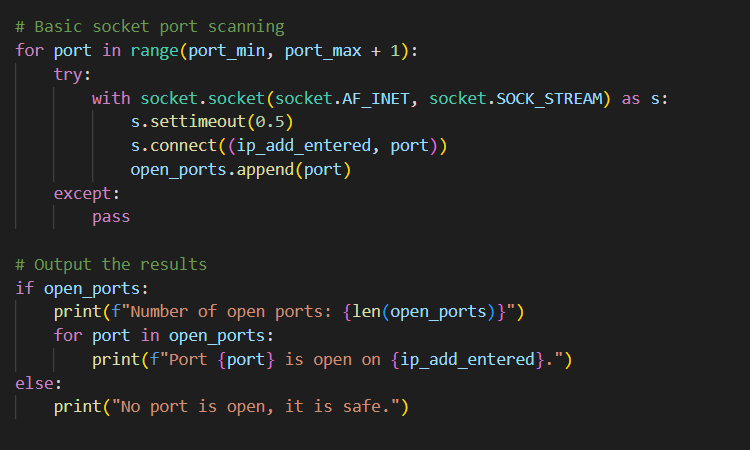 # Basic socket port scanning
for port in range(port_min, port_max + 1):
    try:
        with socket.socket(socket.AF_INET, socket.SOCK_STREAM) as s:
            s.settimeout(0.5)
            s.connect((ip_add_entered, port))
            open_ports.append(port)
    except:
        pass

# Output the results
if open_ports:
    print(f"Number of open ports: {len(open_ports)}")
    for port in open_ports:
        print(f"Port {port} is open on {ip_add_entered}.")
else:
    print("No port is open, it is safe.")